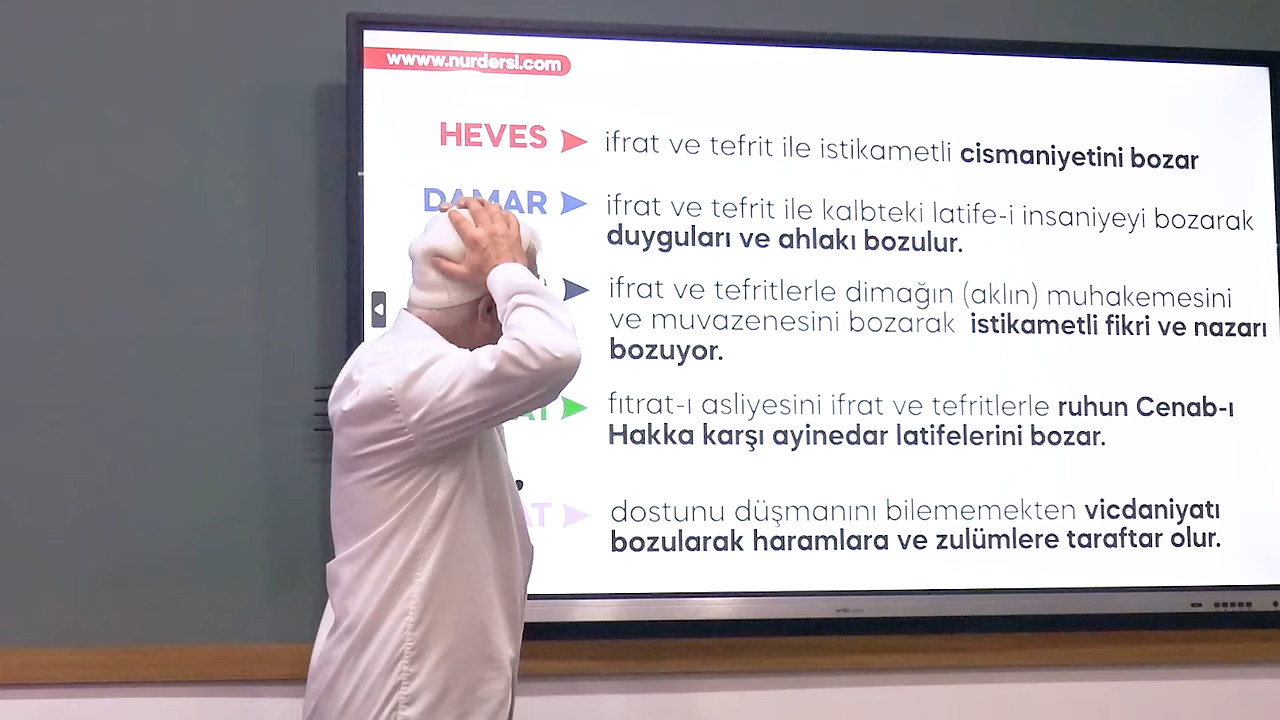 www.nurdersi.com
HEVES ifrat ve tefrit ile istikametli cismaniyetini bozar
DAMAR ifrat ve tefrit ile kalbteki latife-i insaniyeyi bozarak
duyguları ve ahlakı bozulur.
ifrat ve tefritlerle dimağın (aklın) muhakemesini
ve muvazenesini bozarak istikametli fikri ve nazarı
bozuyor.
fıtrat-ı asliyesini ifrat ve tefritlerle ruhun Cenab-ı
Hakka karşı ayinedar latifelerini bozar.
dostunu düşmanını bilememekten vicdaniyatı
bozularak haramlara ve zulümlere taraftar olur.